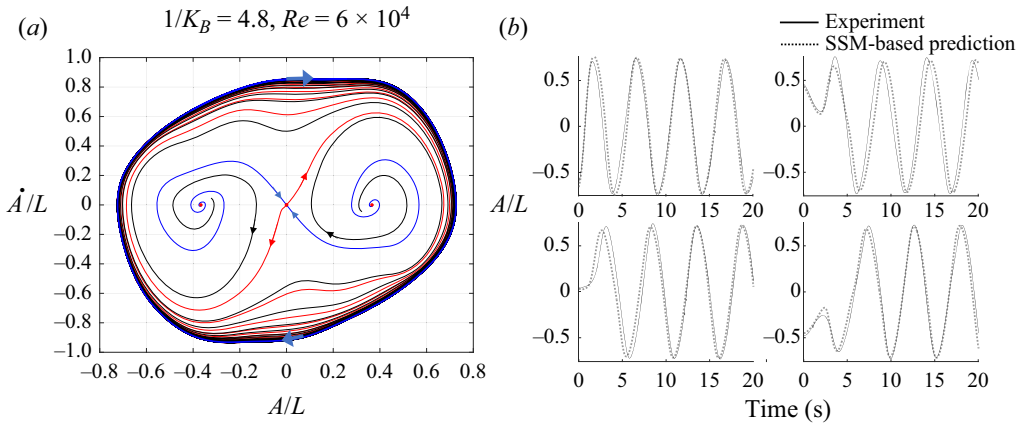 1/K_B = 4.8, Re = 6 × 10⁴
(a)
1.0
0.8
0.6
0.4
0.2
0
−0.2
−0.4
−0.6
−0.8
−1.0
Ȧ/L
−0.8 −0.6 −0.4 −0.2 0 0.2 0.4 0.6 0.8
A/L
(b)
Experiment
SSM-based prediction
0.5
0
−0.5
0 5 10 15 20
0.5
0
−0.5
0 5 10 15 20
A/L
0.5
0
−0.5
0 5 10 15 20
0.5
0
−0.5
0 5 10 15 20
Time (s)